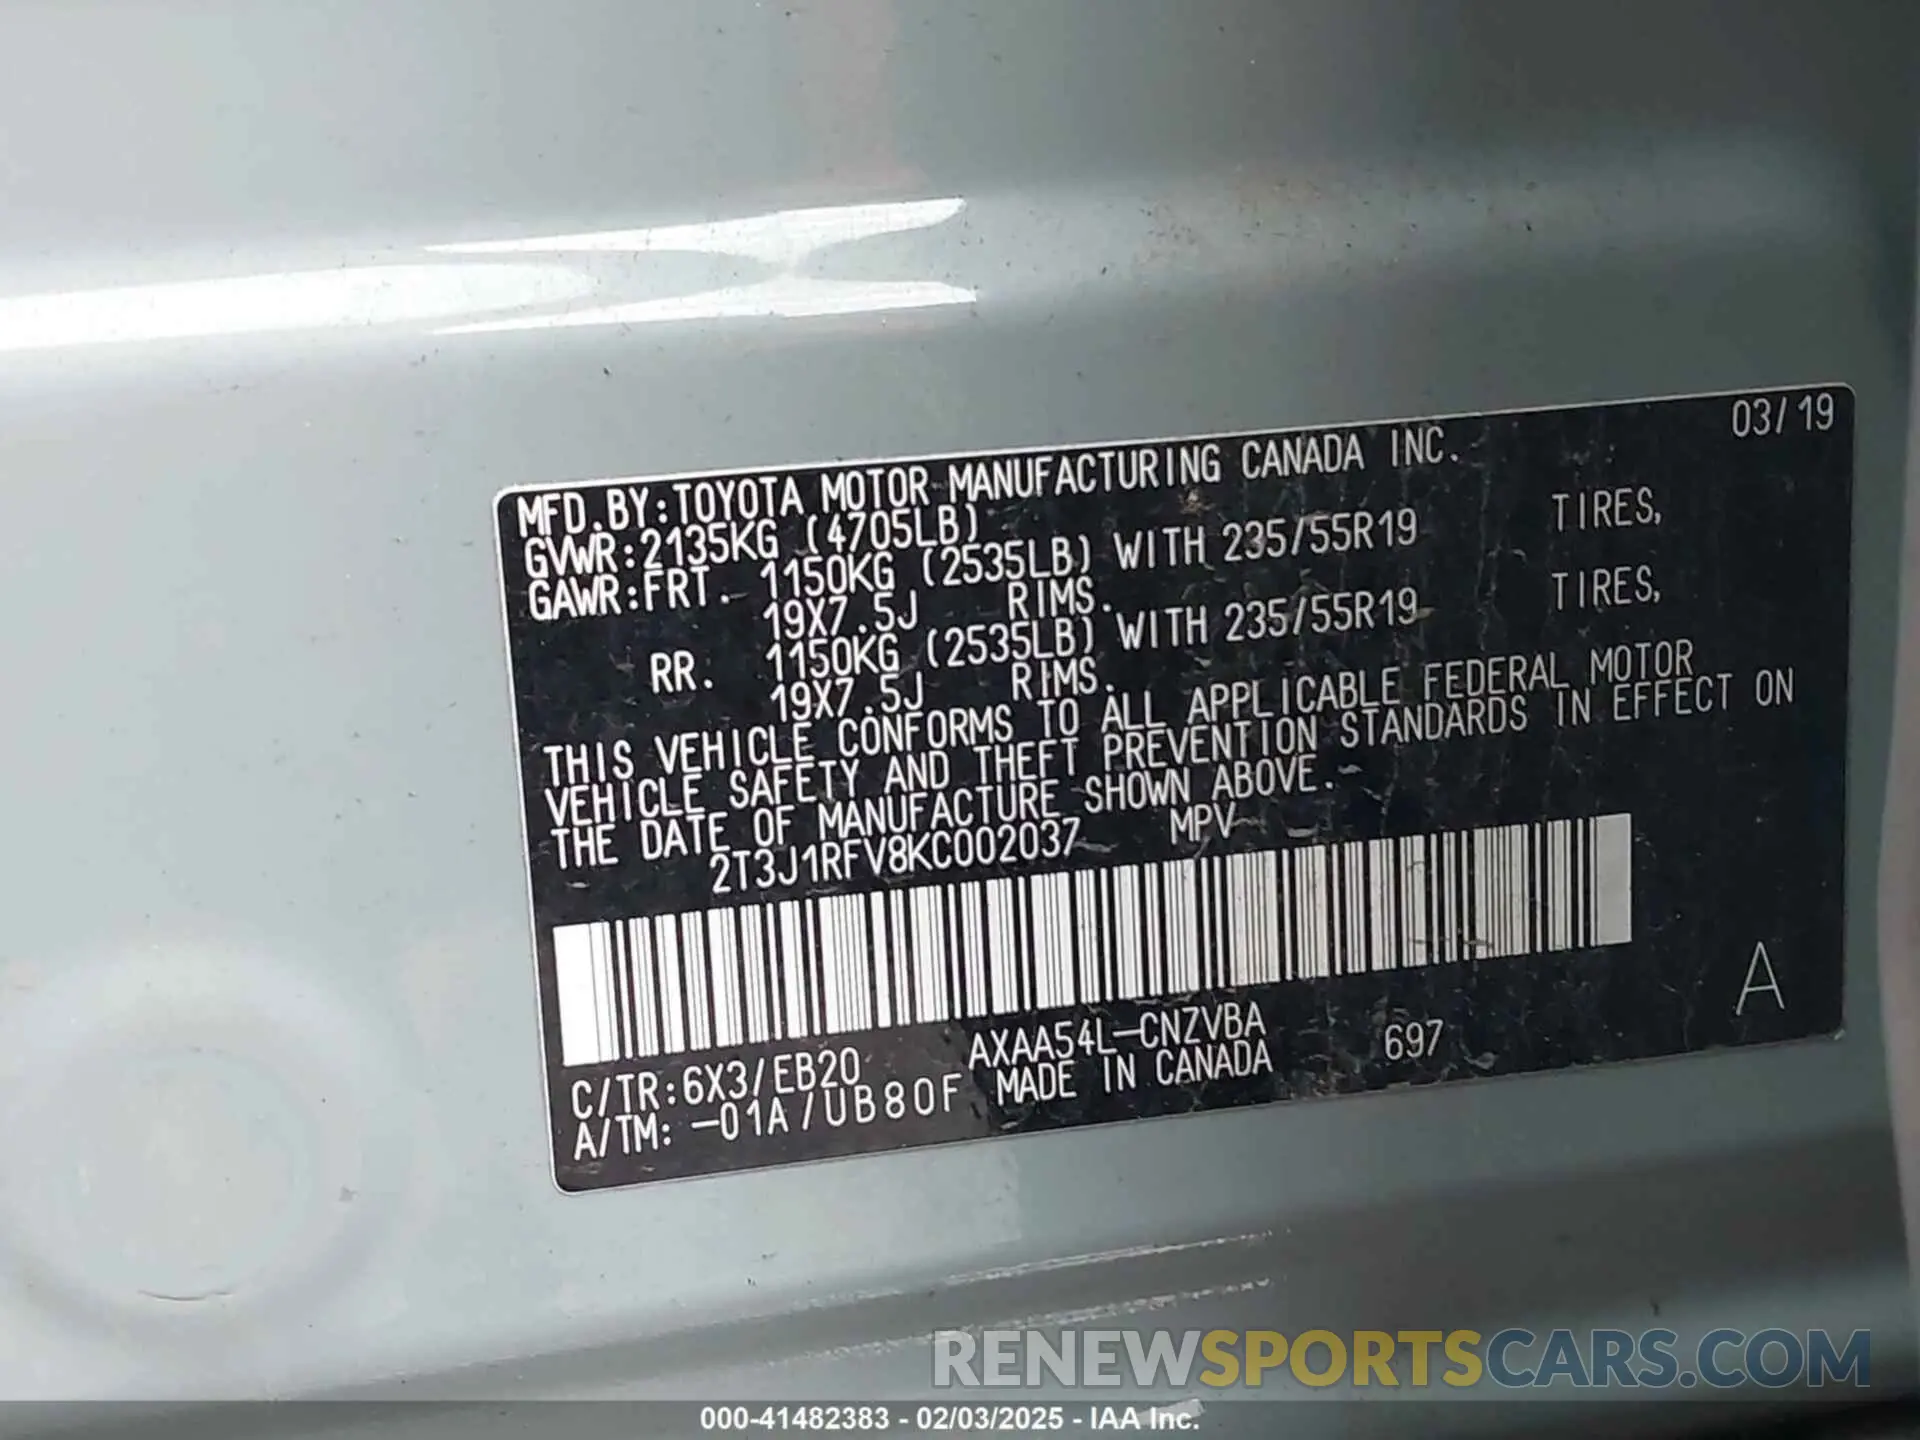 03/19
MFD.BY:TOYOTA MOTOR MANUFACTURING CANADA INC.
GVWR:2135KG (4705LB)
GAWR:FRT. 1150KG (2535LB) WITH 235/55R19 TIRES,
19X7.5J RIMS.
RR. 1150KG (2535LB) WITH 235/55R19 TIRES,
19X7.5J RIMS.
THIS VEHICLE CONFORMS TO ALL APPLICABLE FEDERAL MOTOR
VEHICLE SAFETY AND THEFT PREVENTION STANDARDS IN EFFECT ON
THE DATE OF MANUFACTURE SHOWN ABOVE.
2T3J1RFV8KC002037 MPV
A
C/TR:6X3/EB20 AXAA54L-CNZVBA 697
A/TM: -01A/UB80F MADE IN CANADA
RENEWSPORTSCARS.COM
000-41482383 - 02/03/2025 - IAA Inc.